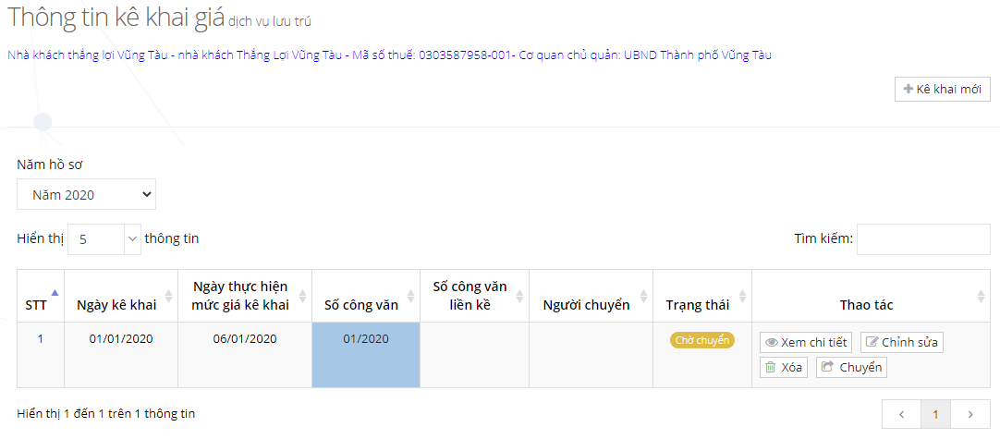 Thông tin kê khai giá dịch vụ lưu trú
Nhà khách thắng lợi Vũng Tàu - nhà khách Thắng Lợi Vũng Tàu - Mã số thuế: 0303587958-001- Cơ quan chủ quản: UBND Thành phố Vũng Tàu
Kê khai mới
Năm hồ sơ
Năm 2020
Hiển thị 5 thông tin
Tìm kiếm:
STT
Ngày kê khai
Ngày thực hiện
mức giá kê khai
Số công văn
Số công văn
liền kề
Người chuyển
Trạng thái
Thao tác
1
01/01/2020
06/01/2020
01/2020
Chờ chuyển
Xem chi tiết
Chỉnh sửa
Xóa
Chuyển
Hiển thị 1 đến 1 trên 1 thông tin
1